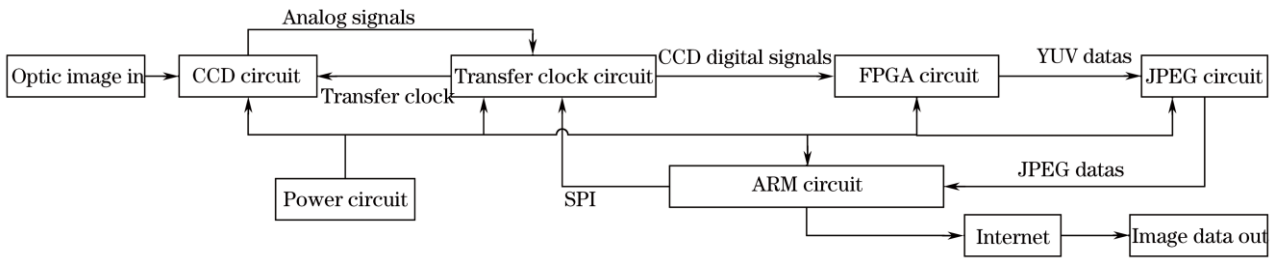 Analog signals
Optic image in
CCD circuit
Transfer clock circuit
CCD digital signals
FPGA circuit
YUV datas
JPEG circuit
Transfer clock
Power circuit
SPI
ARM circuit
JPEG datas
Internet
Image data out